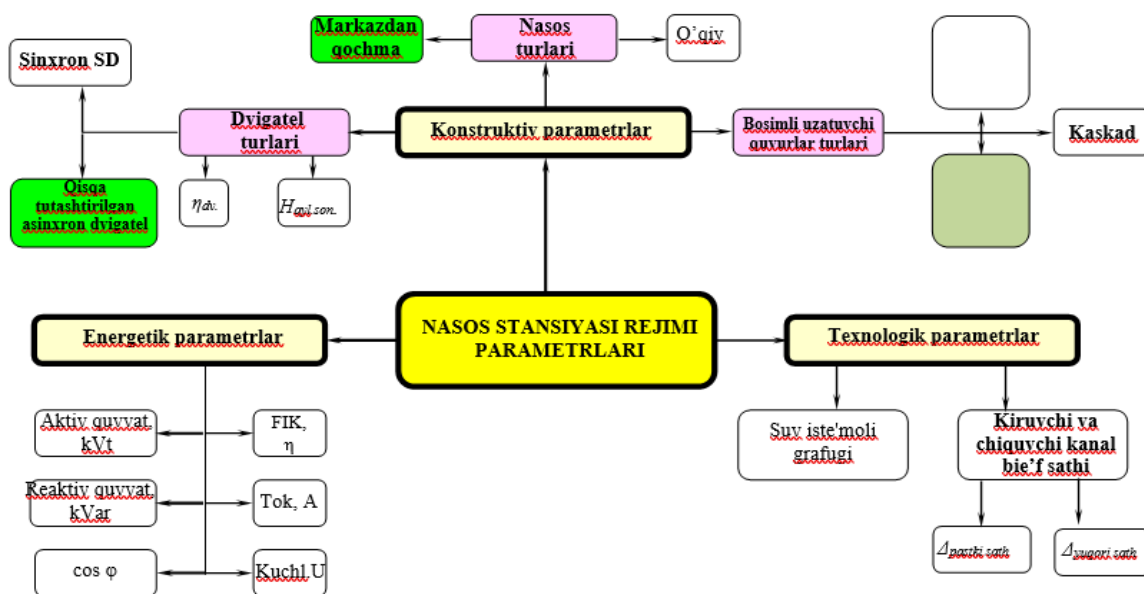 Markazdan
qochma
Nasos
turlari
O’qiy
Sinxron SD
Dvigatel
turlari
Konstruktiv parametrlar
Bosimli uzatuvchi
quvurlar turlari
Kaskad
Qisqa
tutashtirilgan
asinxron dvigatel
ηdv.
Hayl.son.
Energetik parametrlar
NASOS STANSIYASI REJIMI
PARAMETRLARI
Texnologik parametrlar
Aktiv quvvat,
kVt
FIK,
η
Suv iste'moli
grafugi
Kiruvchi va
chiquvchi kanal
bie’f sathi
Reaktiv quvvat,
kVar
Tok, A
Δpastki sath
Δyuqori sath
cos φ
Kuchl.U